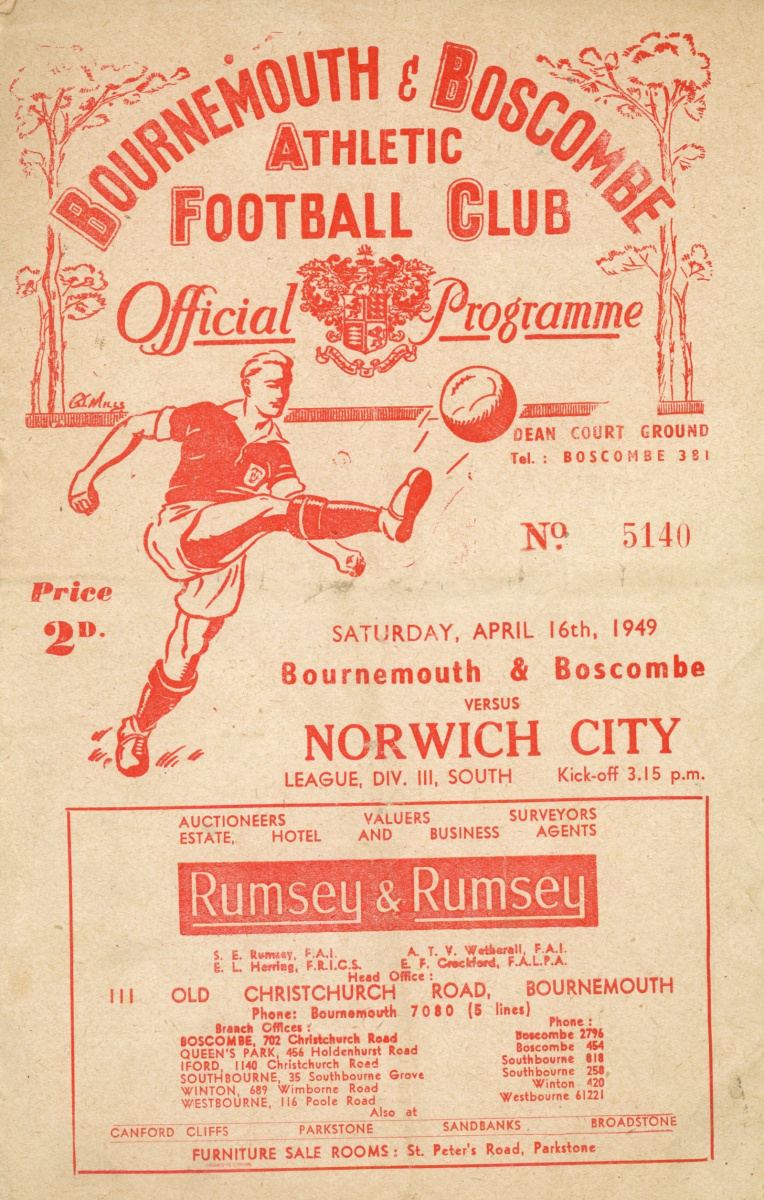 BOURNEMOUTH & BOSCOMBE
ATHLETIC
FOOTBALL CLUB
Official Programme
DEAN COURT GROUND
Tel. : BOSCOMBE 381
No. 5140
Price
2D.
SATURDAY, APRIL 16th, 1949
Bournemouth & Boscombe
VERSUS
NORWICH CITY
LEAGUE, DIV. III, SOUTH Kick-off 3.15 p.m.
AUCTIONEERS VALUERS SURVEYORS
ESTATE, HOTEL AND BUSINESS AGENTS
Rumsey & Rumsey
S. E. Rumsey, F.A.I. A. T. V. Wetherall, F.A.I.
E. L. Herring, F.R.I.C.S. E. F. Crockford, F.A.L.P.A.
Head Office :
111 OLD CHRISTCHURCH ROAD, BOURNEMOUTH
Phone: Bournemouth 7080 (5 lines)
Branch Offices : Phone :
BOSCOMBE, 702 Christchurch Road Boscombe 2796
QUEEN'S PARK, 456 Holdenhurst Road Boscombe 454
IFORD, 1140 Christchurch Road Southbourne 818
SOUTHBOURNE, 35 Southbourne Grove Southbourne 258
WINTON, 689 Wimborne Road Winton 420
WESTBOURNE, 116 Poole Road Westbourne 61221
Also at
CANFORD CLIFFS PARKSTONE SANDBANKS BROADSTONE
FURNITURE SALE ROOMS : St. Peter's Road, Parkstone